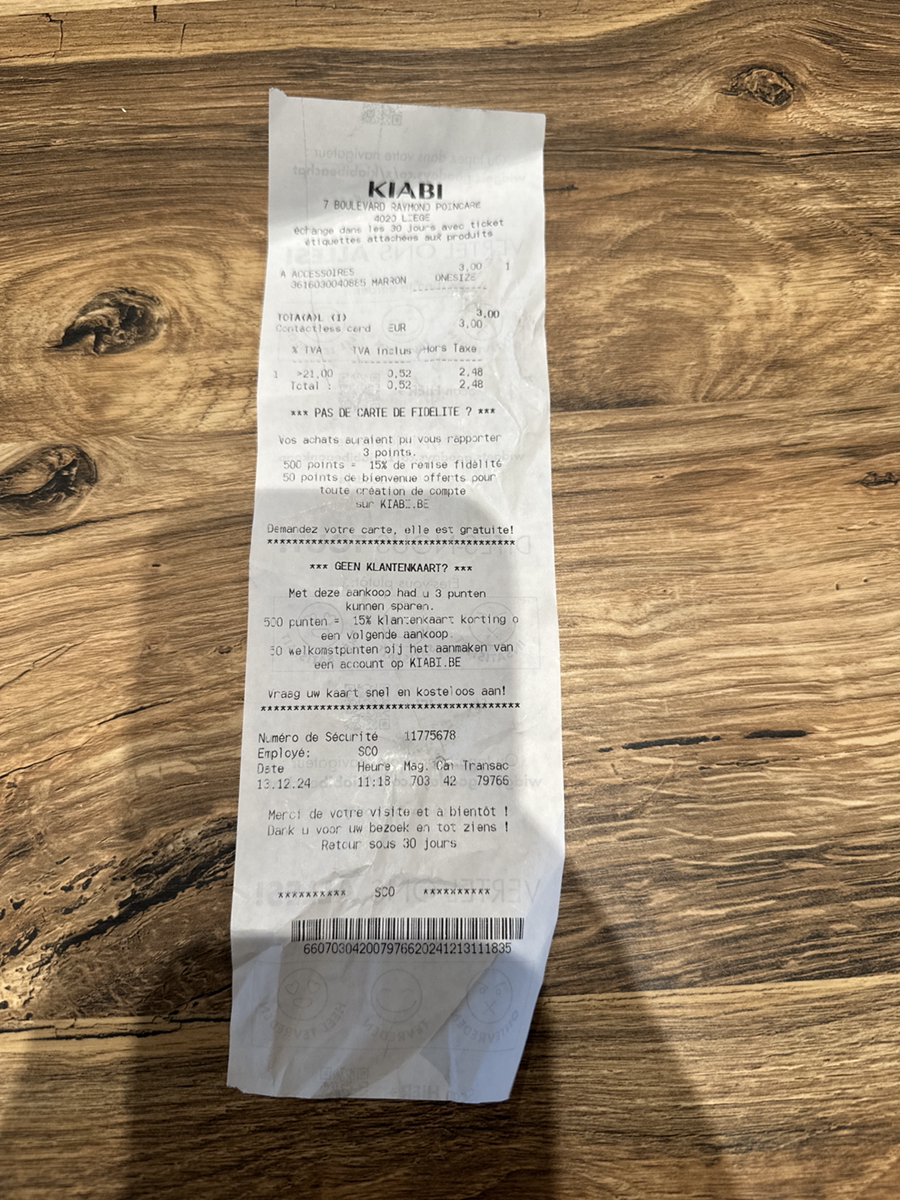 KIABI
7 BOULEVARD RAYMOND POINCARE
4020 LIEGE
échange dans les 30 jours avec ticket
étiquettes attachées aux produits
A ACCESSOIRES 3,00 1
3616030040865 MARRON ONESIZE
TOTA(A)L (1) 3,00
Contactless card EUR 3,00
% TVA TVA inclus Hors Taxe
1 >21,00 0,52 2,48
Total : 0,52 2,48
*** PAS DE CARTE DE FIDELITE ? ***
Vos achats auraient pu vous rapporter
3 points.
500 points = 15% de remise fidélité
50 points de bienvenue offerts pour
toute création de compte
sur KIABI.BE
Demandez votre carte, elle est gratuite!
***************************************
*** GEEN KLANTENKAART? ***
Met deze aankoop had u 3 punten
kunnen sparen.
500 punten = 15% klantenkaart korting o
een volgende aankoop
50 welkomstpunten bij het aanmaken van
een account op KIABI.BE
Vraag uw kaart snel en kosteloos aan!
***************************************
Numéro de Sécurité 11775678
Employé: SCO
Date Heure Mag. Cai Transac
13.12.24 11:18 703 42 79766
Merci de votre visite et à bientôt !
Dank u voor uw bezoek en tot ziens !
Retour sous 30 jours
********** SCO **********
66070304200797662024121311835